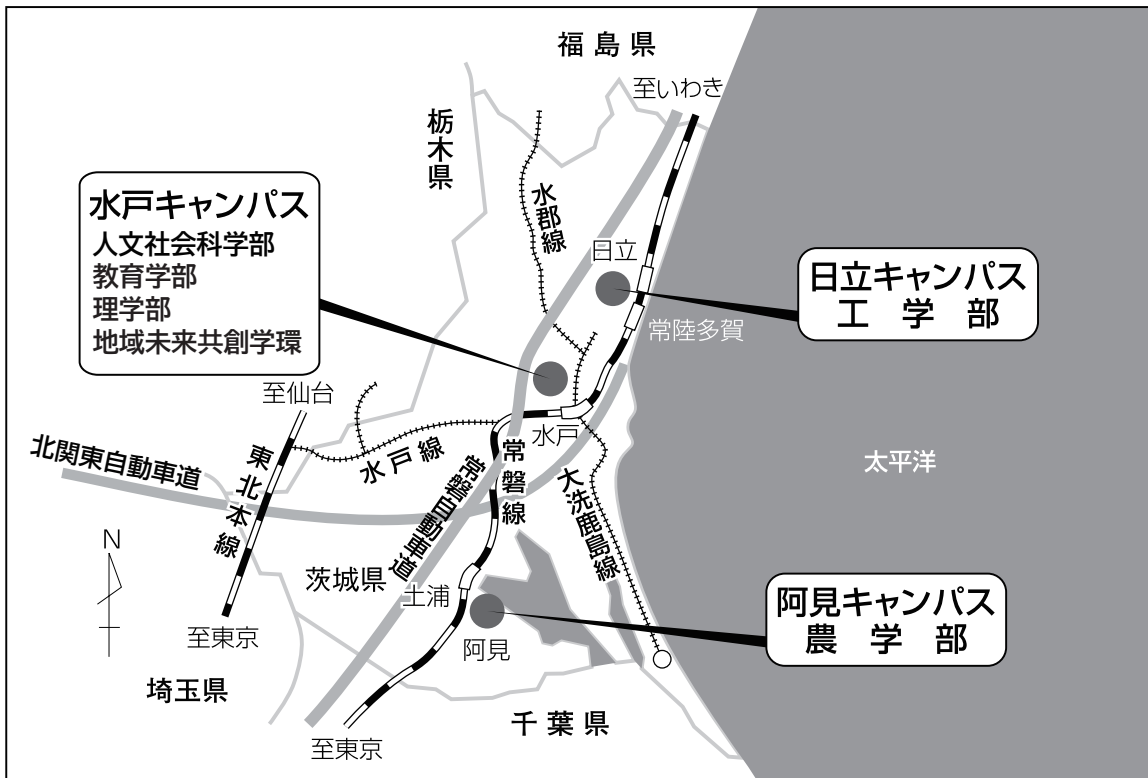 福島県
至いわき
栃木県
水戸キャンパス
人文社会科学部
教育学部
理学部
地域未来共創学環
水郡線
日立
日立キャンパス
工学部
常陸多賀
至仙台
水戸
北関東自動車道
水戸線
常磐線
東北本線
常磐自動車道
大洗鹿島線
太平洋
N
茨城県
土浦
阿見
阿見キャンパス
農学部
至東京
埼玉県
千葉県
至東京